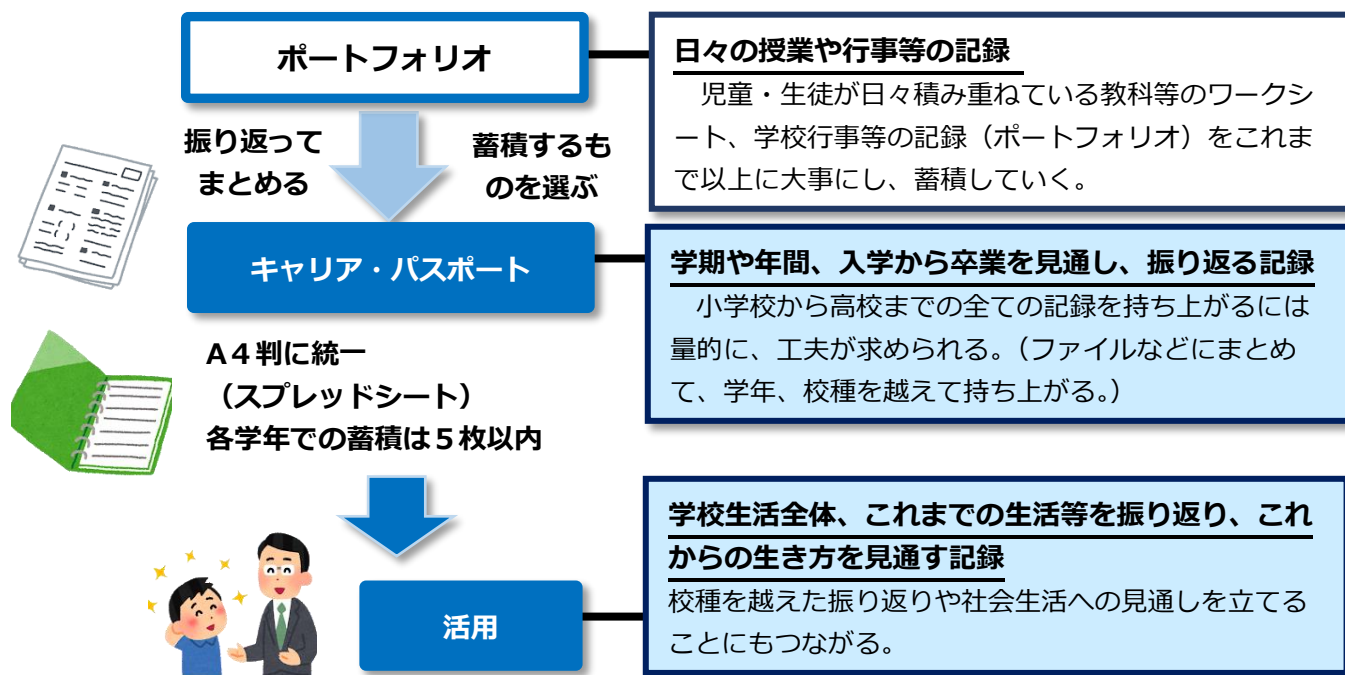 ポートフォリオ
日々の授業や行事等の記録
児童・生徒が日々積み重ねている教科等のワークシ
ート、学校行事等の記録（ポートフォリオ）をこれま
で以上に大事にし、蓄積していく。
振り返って
まとめる
蓄積するも
のを選ぶ
キャリア・パスポート
学期や年間、入学から卒業を見通し、振り返る記録
小学校から高校までの全ての記録を持ち上がるには
量的に、工夫が求められる。（ファイルなどにまとめ
て、学年、校種を越えて持ち上がる。）
A４判に統一
（スプレッドシート）
各学年での蓄積は５枚以内
活用
学校生活全体、これまでの生活等を振り返り、これ
からの生き方を見通す記録
校種を越えた振り返りや社会生活への見通しを立てる
ことにもつながる。